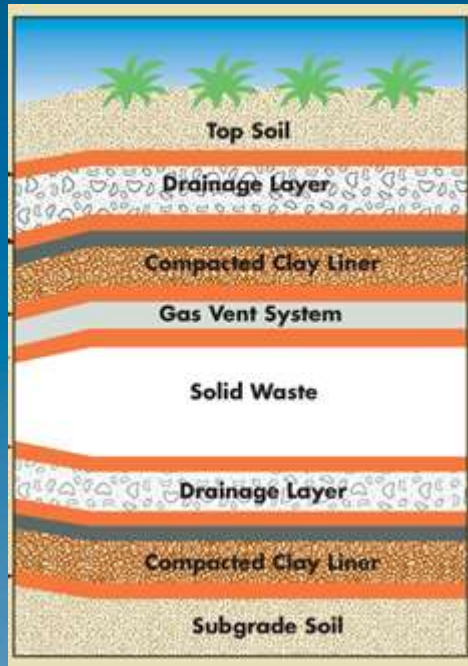 Top Soil
Drainage Layer
Compacted Clay Liner
Gas Vent System
Solid Waste
Drainage Layer
Compacted Clay Liner
Subgrade Soil